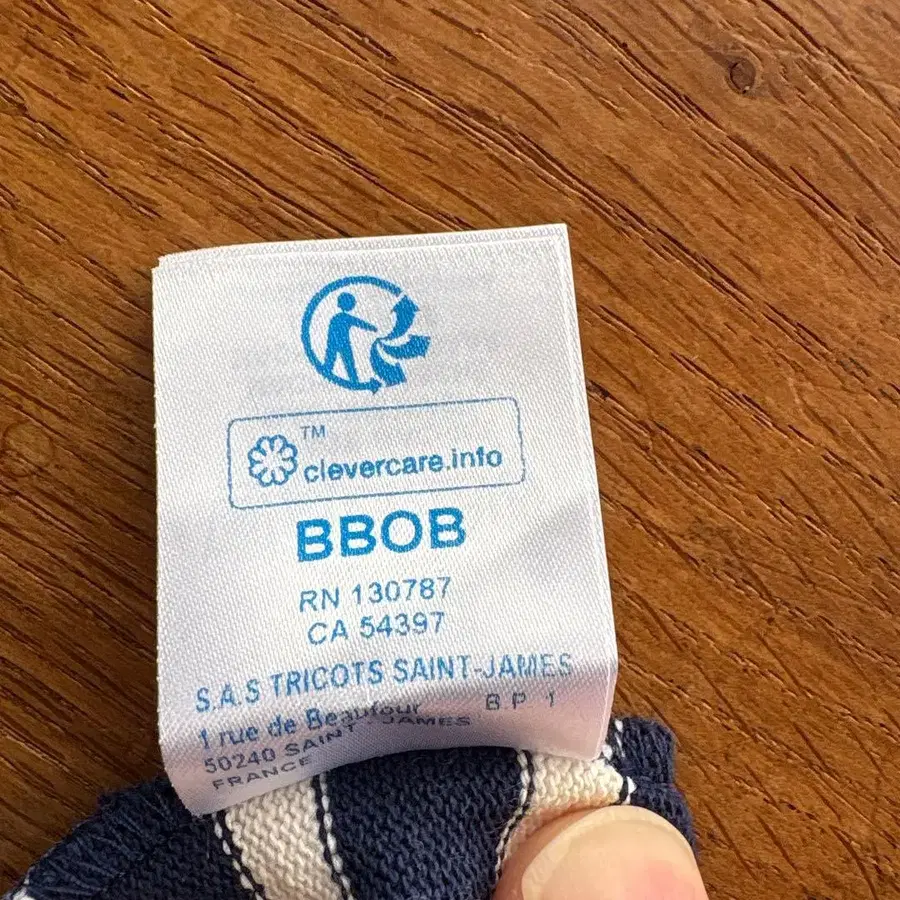 TM
clevercare.info
BBOB
RN 130787
CA 54397
S.A.S TRICOTS SAINT-JAMES
1 rue de Beaufour B.P 1
50240 SAINT-JAMES
FRANCE